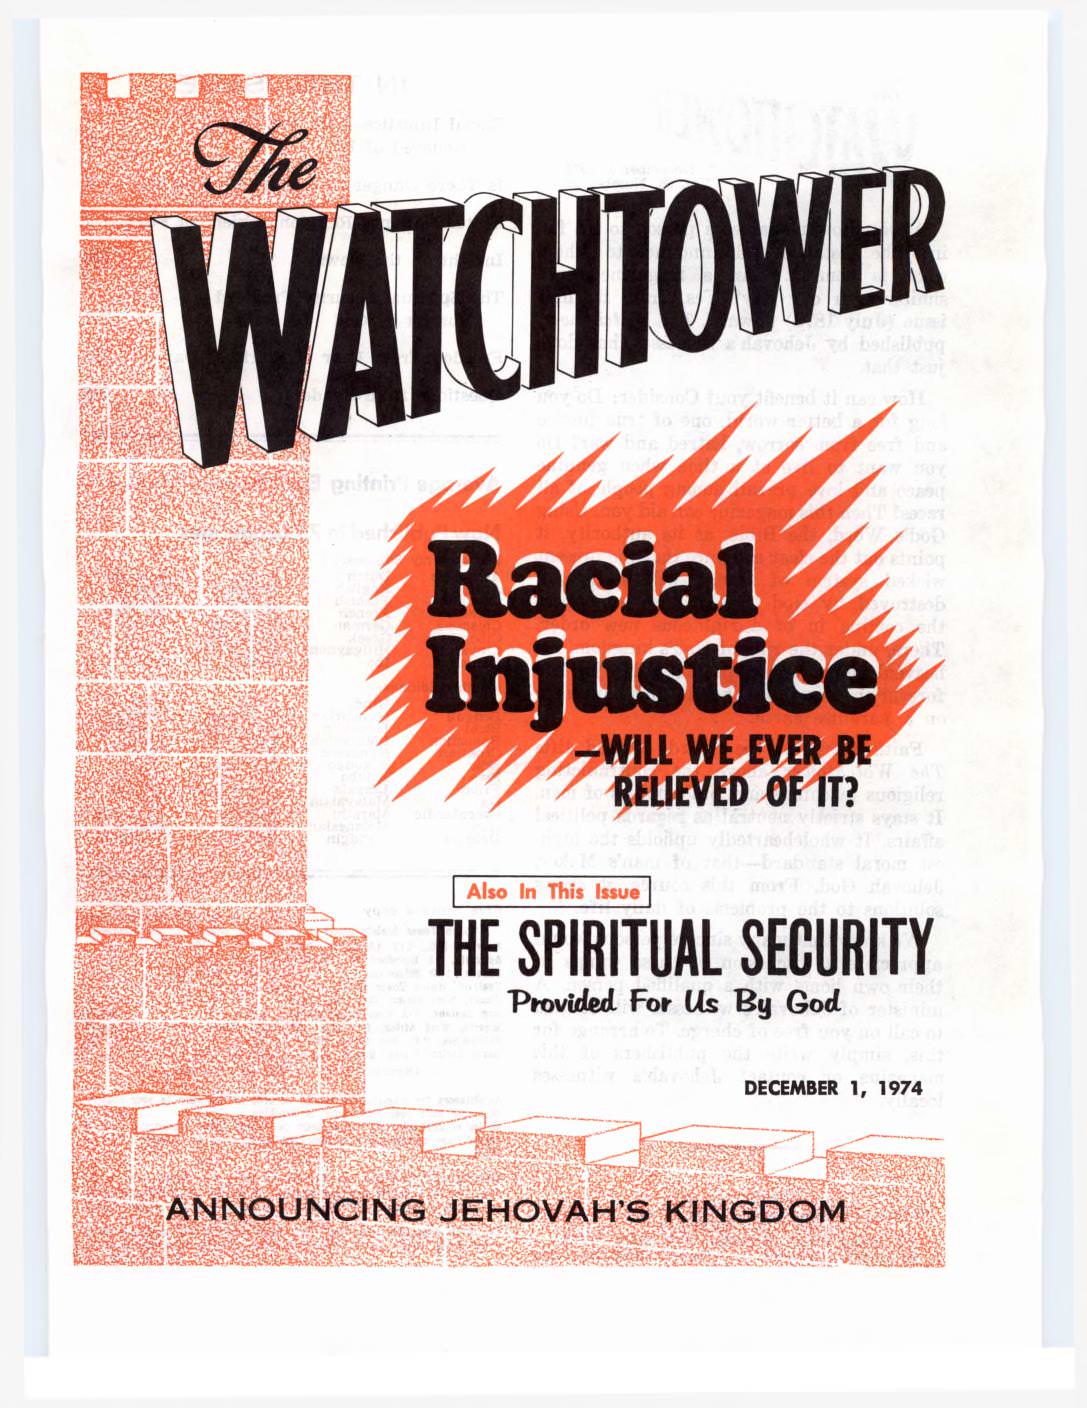 The
WATCHTOWER
Racial
Injustice
—WILL WE EVER BE
RELIEVED OF IT?
Also In This Issue
THE SPIRITUAL SECURITY
Provided For Us By God
DECEMBER 1, 1974
ANNOUNCING JEHOVAH'S KINGDOM